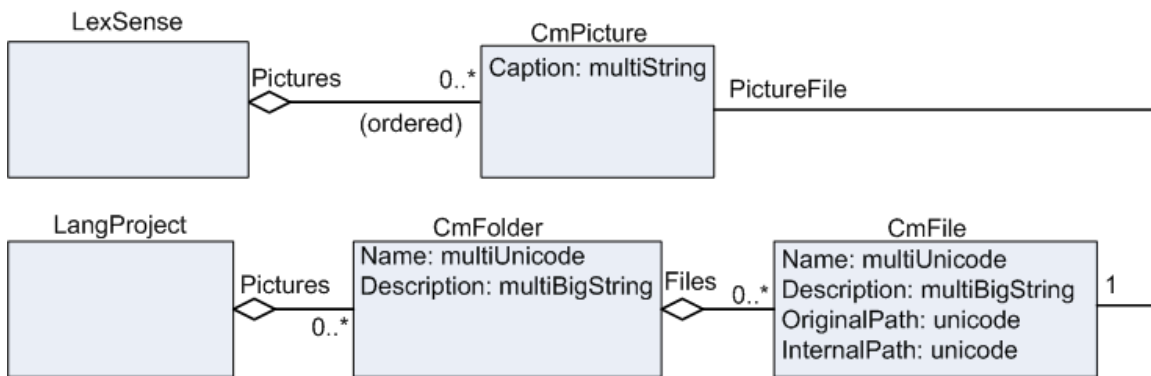 LexSense
CmPicture
Caption: multiString
Pictures
0..*
(ordered)
PictureFile
LangProject
CmFolder
CmFile
Name: multiUnicode
Description: multiBigString
Name: multiUnicode
Description: multiBigString
OriginalPath: unicode
InternalPath: unicode
Pictures
0..*
Files
0..*
1